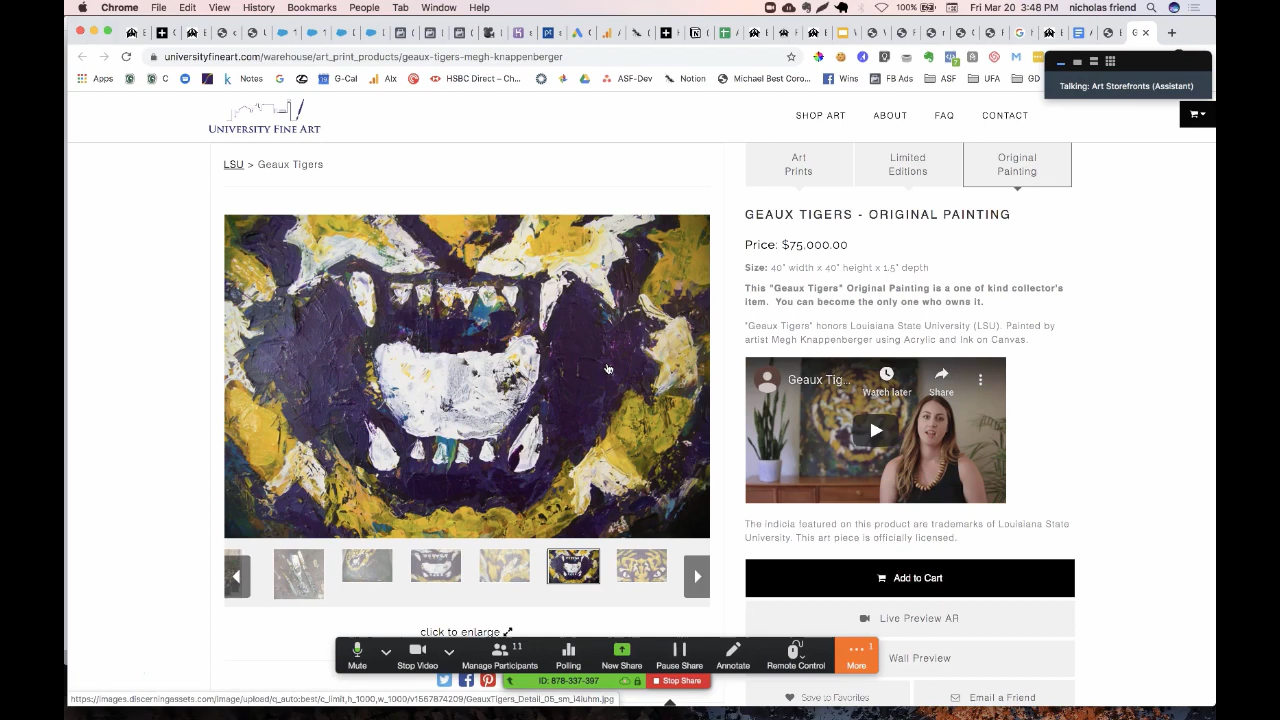 Chrome File Edit View History Bookmarks People Tab Window Help
100% Fri Mar 20 3:48 PM nicholas friend
universityfineart.com/warehouse/art_print_products/geaux-tigers-megh-knappenberger
Apps G C Notes G-Cal Alx HSBC Direct – Ch... ASF-Dev Notion Michael Best Coro... Wins FB Ads ASF UFA GD
Talking: Art Storefronts (Assistant)
UNIVERSITY FINE ART
SHOP ART ABOUT FAQ CONTACT
LSU > Geaux Tigers
Art Prints
Limited Editions
Original Painting
GEAUX TIGERS - ORIGINAL PAINTING
Price: $75,000.00
Size: 40" width x 40" height x 1.5" depth
This "Geaux Tigers" Original Painting is a one of kind collector's
item. You can become the only one who owns it.
"Geaux Tigers" honors Louisiana State University (LSU). Painted by
artist Megh Knappenberger using Acrylic and Ink on Canvas.
Geaux Tig...
Watch later
Share
The indicia featured on this product are trademarks of Louisiana State
University. This art piece is officially licensed.
Add to Cart
Live Preview AR
Wall Preview
Save to Favorites
Email a Friend
click to enlarge
11
1
Mute Stop Video Manage Participants Polling New Share Pause Share Annotate Remote Control More
ID: 878-337-397 Stop Share
https://images.discerningassets.com/image/upload/q_auto:best/c_limit,h_1000,w_1000/v1567874209/GeauxTigers_Detail_05_sm_i4iuhm.jpg